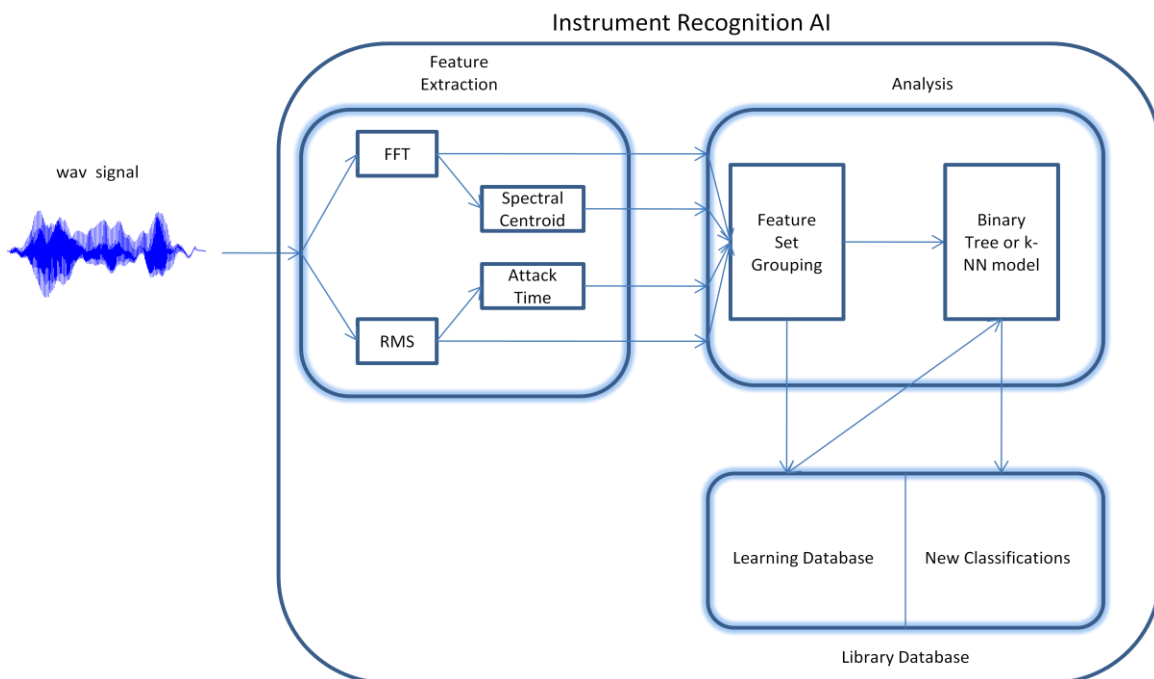 Instrument Recognition AI
Feature
Extraction
Analysis
wav signal
FFT
Spectral
Centroid
Attack
Time
RMS
Feature
Set
Grouping
Binary
Tree or k-
NN model
Learning Database
New Classifications
Library Database